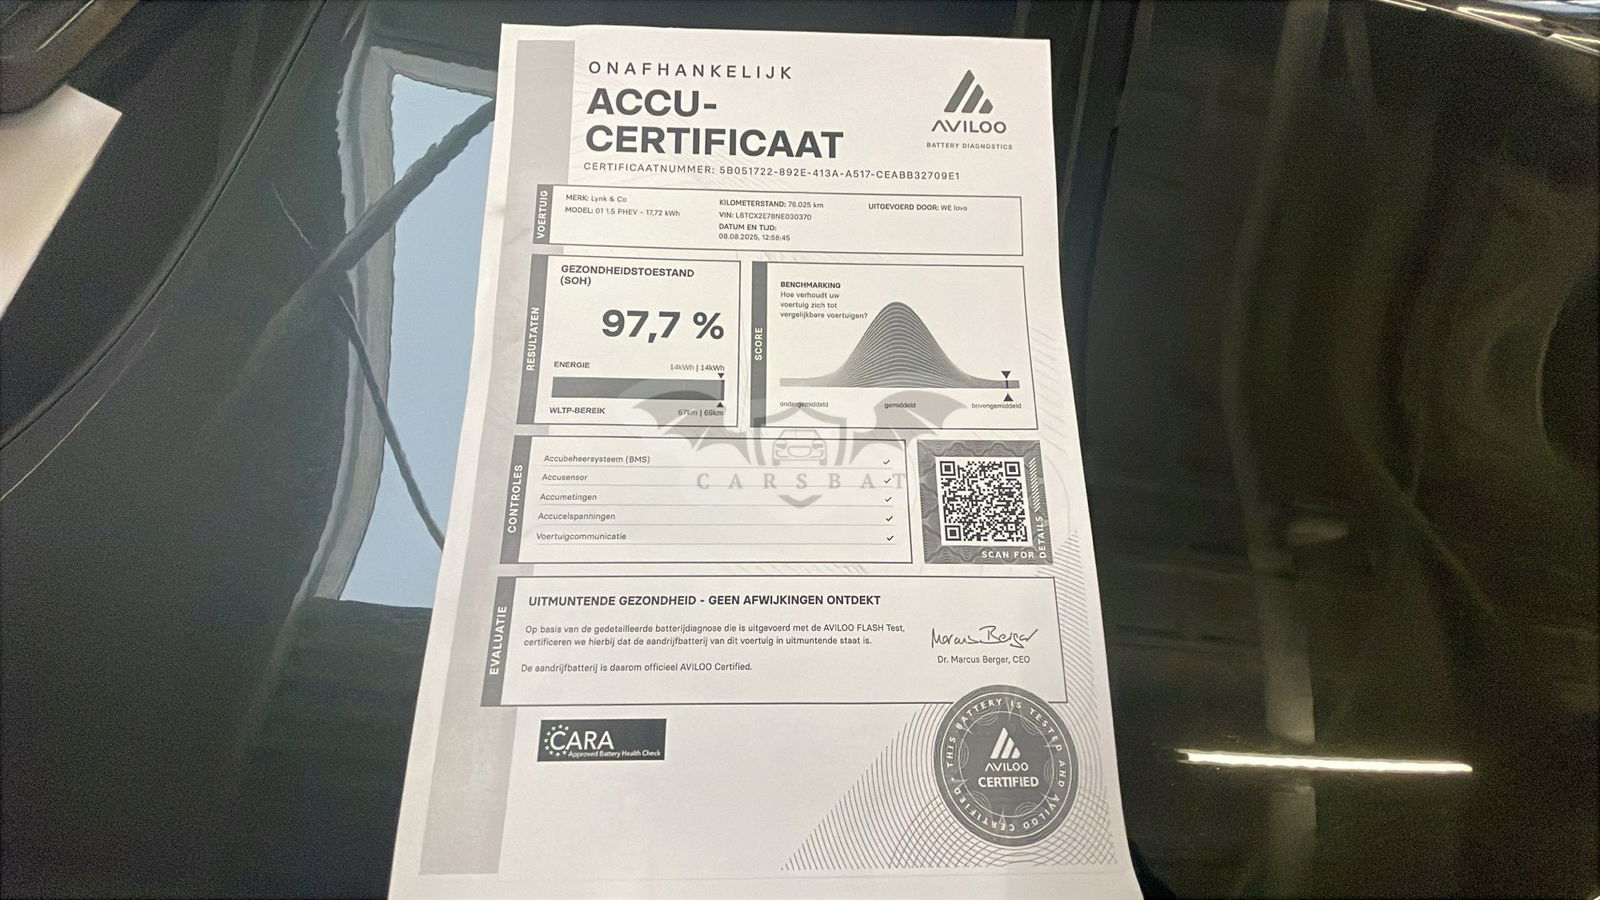 ONAFHANKELIJK
ACCU-
CERTIFICAAT
CERTIFICAATNUMMER: 5B051722-892E-413A-A517-CEABB32709E1
AVILOO
BATTERY DIAGNOSTICS
VOERTUIG
MERK: Lynk & Co
MODEL: 01 1.5 PHEV - 17,72 kWh
KILOMETERSTAND: 76.025 km
VIN: L6TCX2E78NE030370
DATUM EN TIJD:
08.08.2025, 12:58:45
UITGEVOERD DOOR: WE lovo
RESULTATEN
GEZONDHEIDSTOESTAND
(SOH)
97,7 %
ENERGIE
14kWh | 14kWh
WLTP-BEREIK
67km | 69km
SCORE
BENCHMARKING
Hoe verhoudt uw
voertuig zich tot
vergelijkbare voertuigen?
ondergemiddeld
gemiddeld
bovengemiddeld
CARSBAT
CONTROLES
Accubeheersysteem (BMS)
Accusensor
Accumetingen
Accucelspanningen
Voertuigcommunicatie
SCAN FOR DETAILS
EVALUATIE
UITMUNTENDE GEZONDHEID - GEEN AFWIJKINGEN ONTDEKT
Op basis van de gedetailleerde batterijdiagnose die is uitgevoerd met de AVILOO FLASH Test,
certificeren we hierbij dat de aandrijfbatterij van dit voertuig in uitmuntende staat is.
De aandrijfbatterij is daarom officieel AVILOO Certified.
Marcus Berger
Dr. Marcus Berger, CEO
CARA
Approved Battery Health Check
THIS BATTERY IS TESTED AND AVILOO CERTIFIED
AVILOO
CERTIFIED